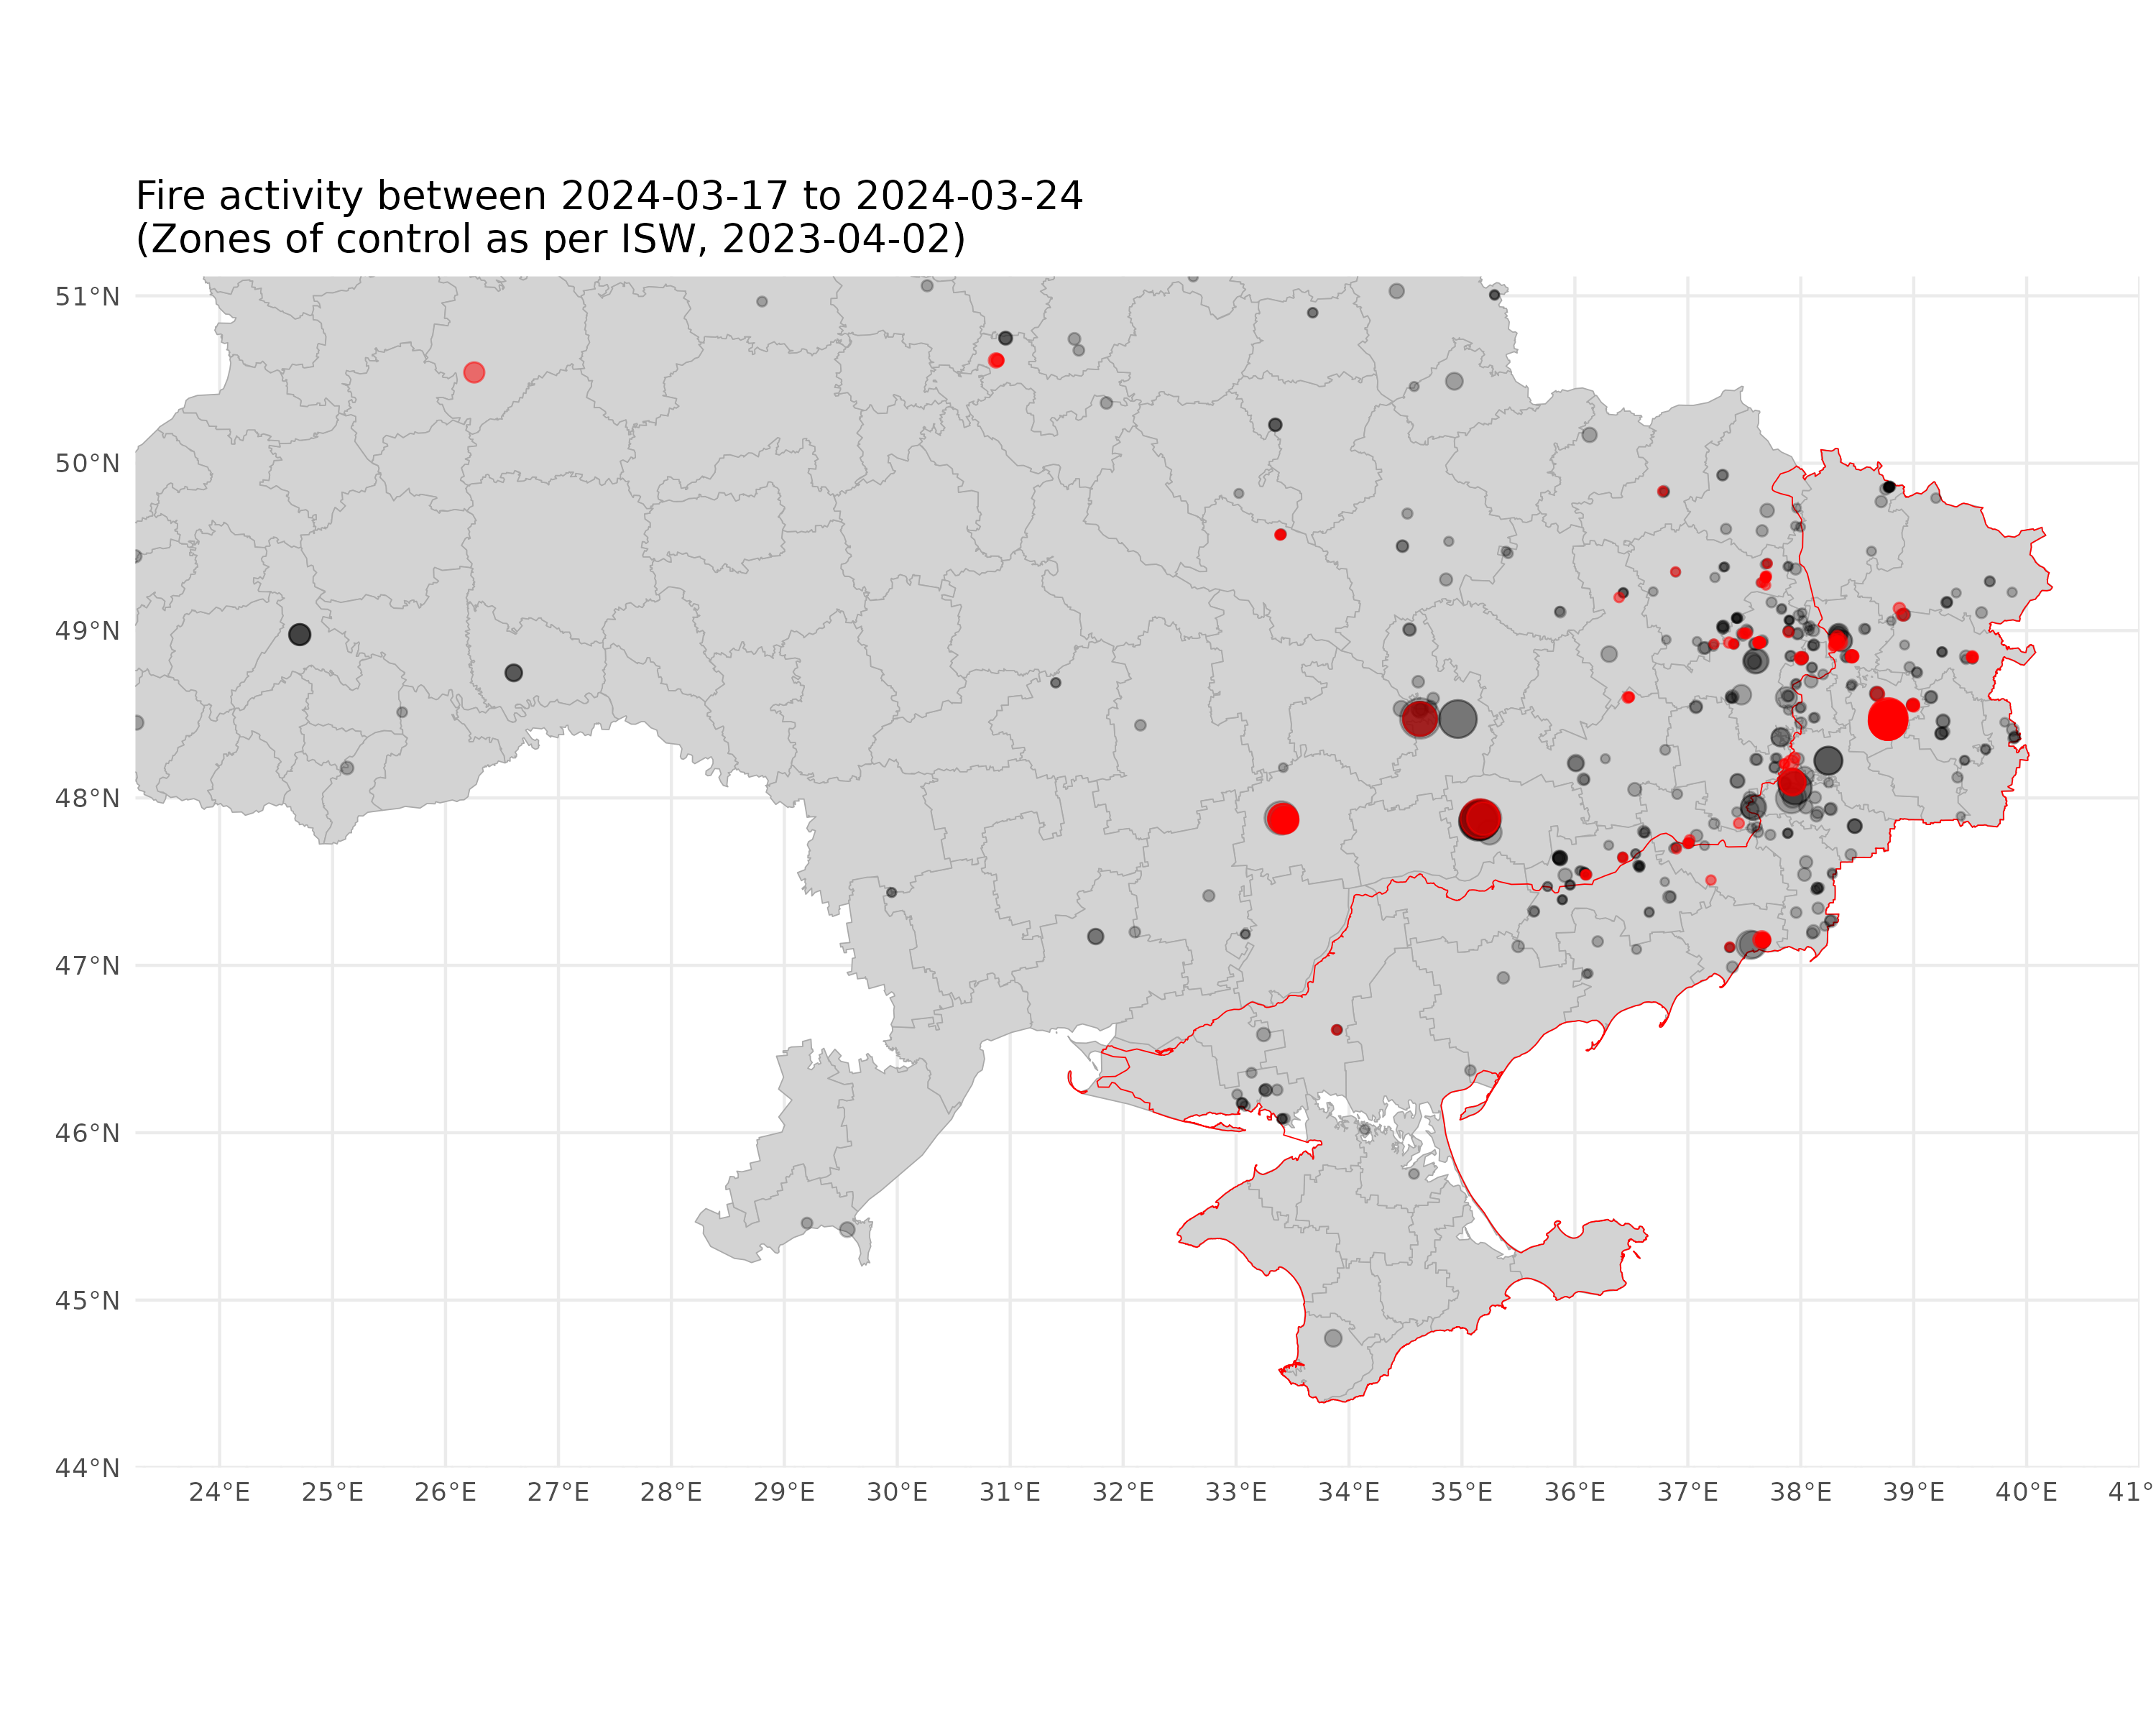 Fire activity between 2024-03-17 to 2024-03-24
(Zones of control as per ISW, 2023-04-02)
51°N
50°N
49°N
48°N
47°N
46°N
45°N
44°N
24°E 25°E 26°E 27°E 28°E 29°E 30°E 31°E 32°E 33°E 34°E 35°E 36°E 37°E 38°E 39°E 40°E 41°